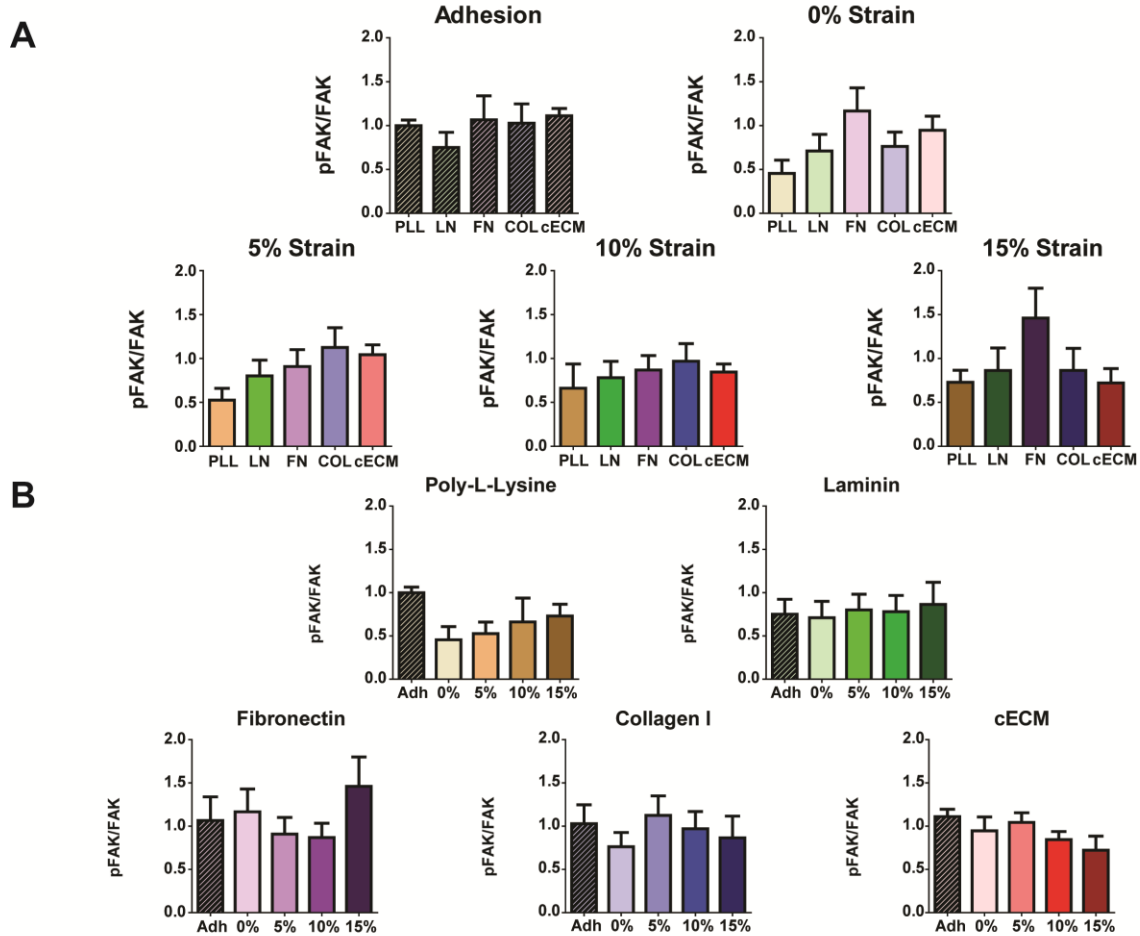 A
Adhesion
pFAK/FAK
2.0
1.5
1.0
0.5
0.0
PLL LN FN COL cECM
0% Strain
pFAK/FAK
2.0
1.5
1.0
0.5
0.0
PLL LN FN COL cECM
5% Strain
pFAK/FAK
2.0
1.5
1.0
0.5
0.0
PLL LN FN COL cECM
10% Strain
pFAK/FAK
2.0
1.5
1.0
0.5
0.0
PLL LN FN COL cECM
15% Strain
pFAK/FAK
2.0
1.5
1.0
0.5
0.0
PLL LN FN COL cECM
B
Poly-L-Lysine
pFAK/FAK
2.0
1.5
1.0
0.5
0.0
Adh 0% 5% 10% 15%
Laminin
pFAK/FAK
2.0
1.5
1.0
0.5
0.0
Adh 0% 5% 10% 15%
Fibronectin
pFAK/FAK
2.0
1.5
1.0
0.5
0.0
Adh 0% 5% 10% 15%
Collagen I
pFAK/FAK
2.0
1.5
1.0
0.5
0.0
Adh 0% 5% 10% 15%
cECM
pFAK/FAK
2.0
1.5
1.0
0.5
0.0
Adh 0% 5% 10% 15%